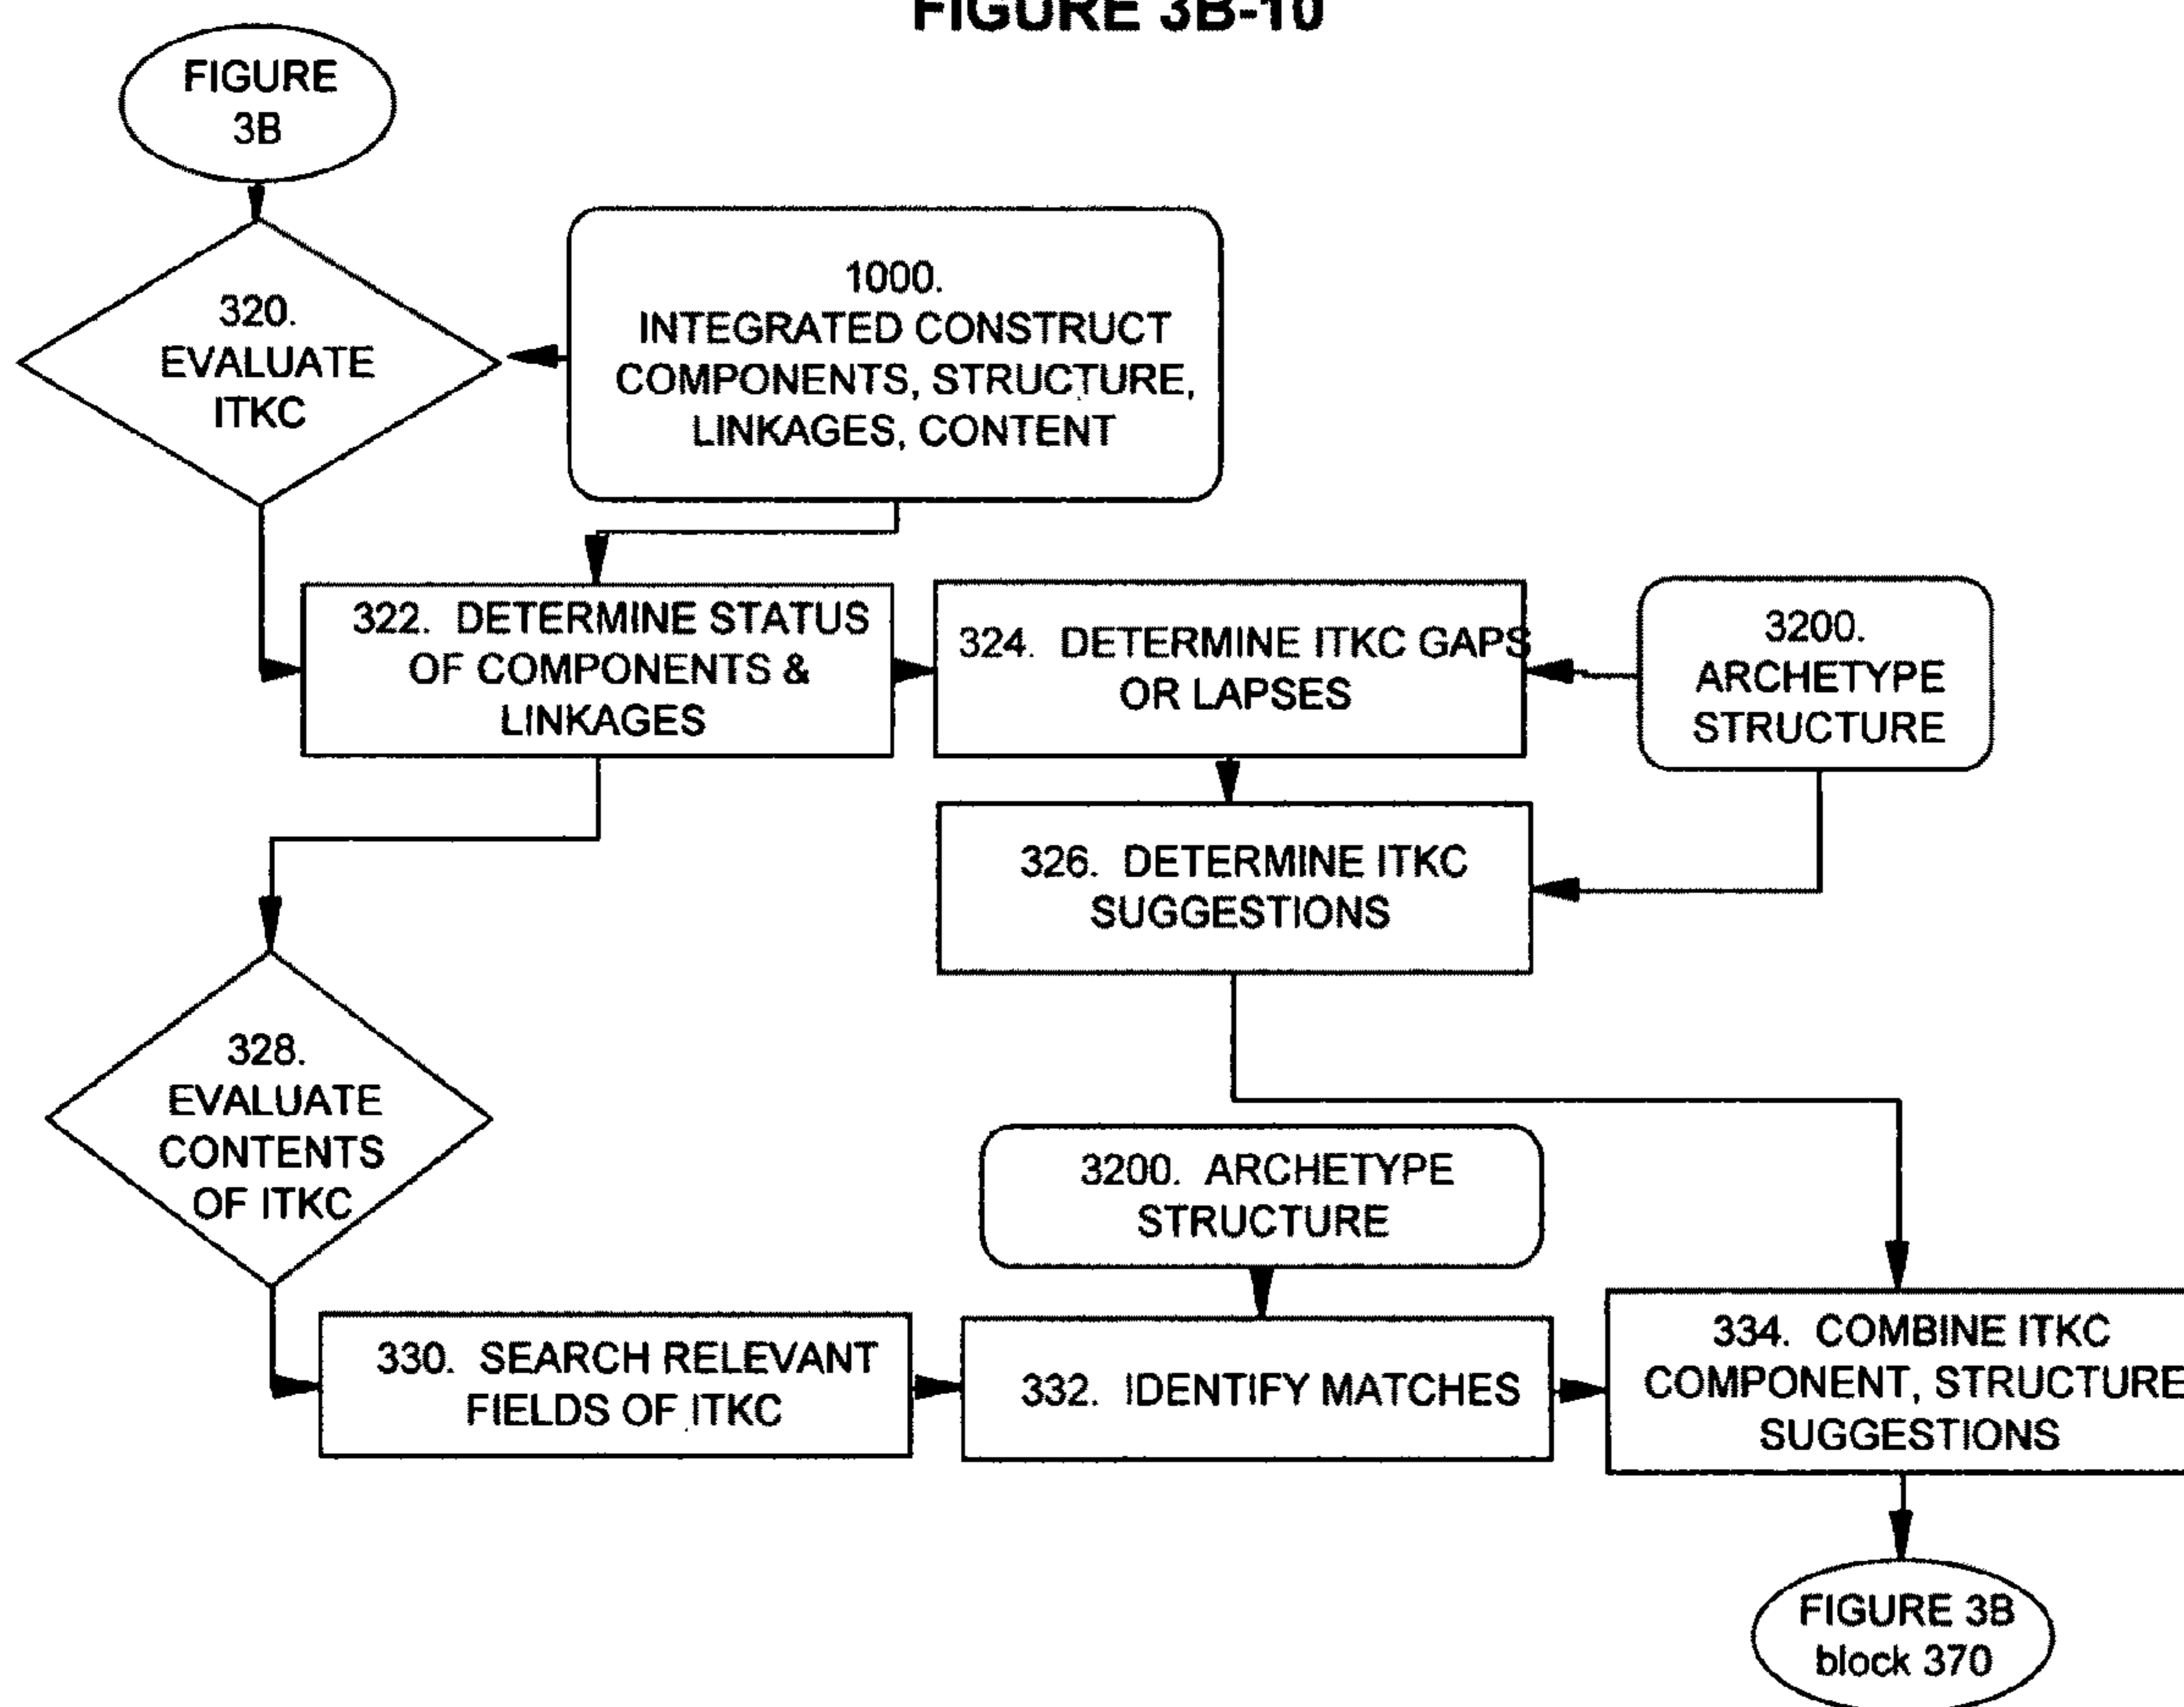 FIGURE 3B-10
FIGURE
3B
320.
EVALUATE
ITKC
1000.
INTEGRATED CONSTRUCT
COMPONENTS, STRUCTURE,
LINKAGES, CONTENT
322. DETERMINE STATUS
OF COMPONENTS &
LINKAGES
324. DETERMINE ITKC GAPS
OR LAPSES
3200.
ARCHETYPE
STRUCTURE
326. DETERMINE ITKC
SUGGESTIONS
328.
EVALUATE
CONTENTS
OF ITKC
3200. ARCHETYPE
STRUCTURE
330. SEARCH RELEVANT
FIELDS OF ITKC
332. IDENTIFY MATCHES
334. COMBINE ITKC
COMPONENT, STRUCTURE
SUGGESTIONS
FIGURE 3B
block 370